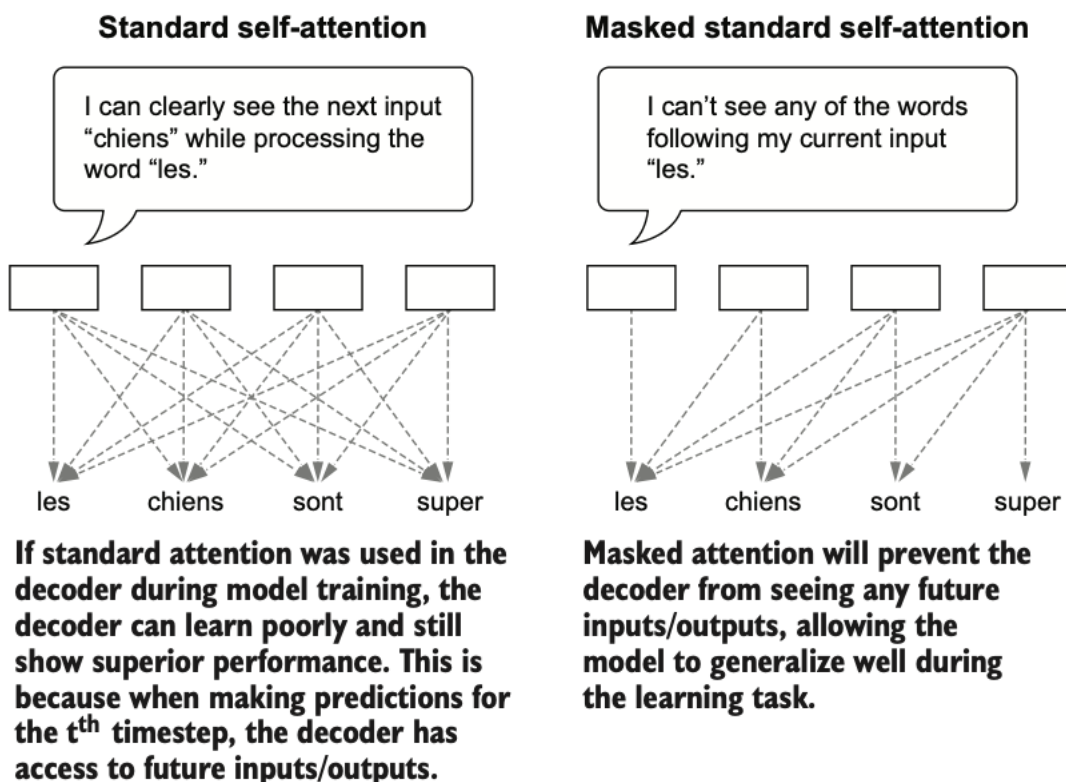 Standard self-attention
I can clearly see the next input
“chiens” while processing the
word “les.”
les chiens sont super
If standard attention was used in the
decoder during model training, the
decoder can learn poorly and still
show superior performance. This is
because when making predictions for
the tth timestep, the decoder has
access to future inputs/outputs.
Masked standard self-attention
I can’t see any of the words
following my current input
“les.”
les chiens sont super
Masked attention will prevent the
decoder from seeing any future
inputs/outputs, allowing the
model to generalize well during
the learning task.